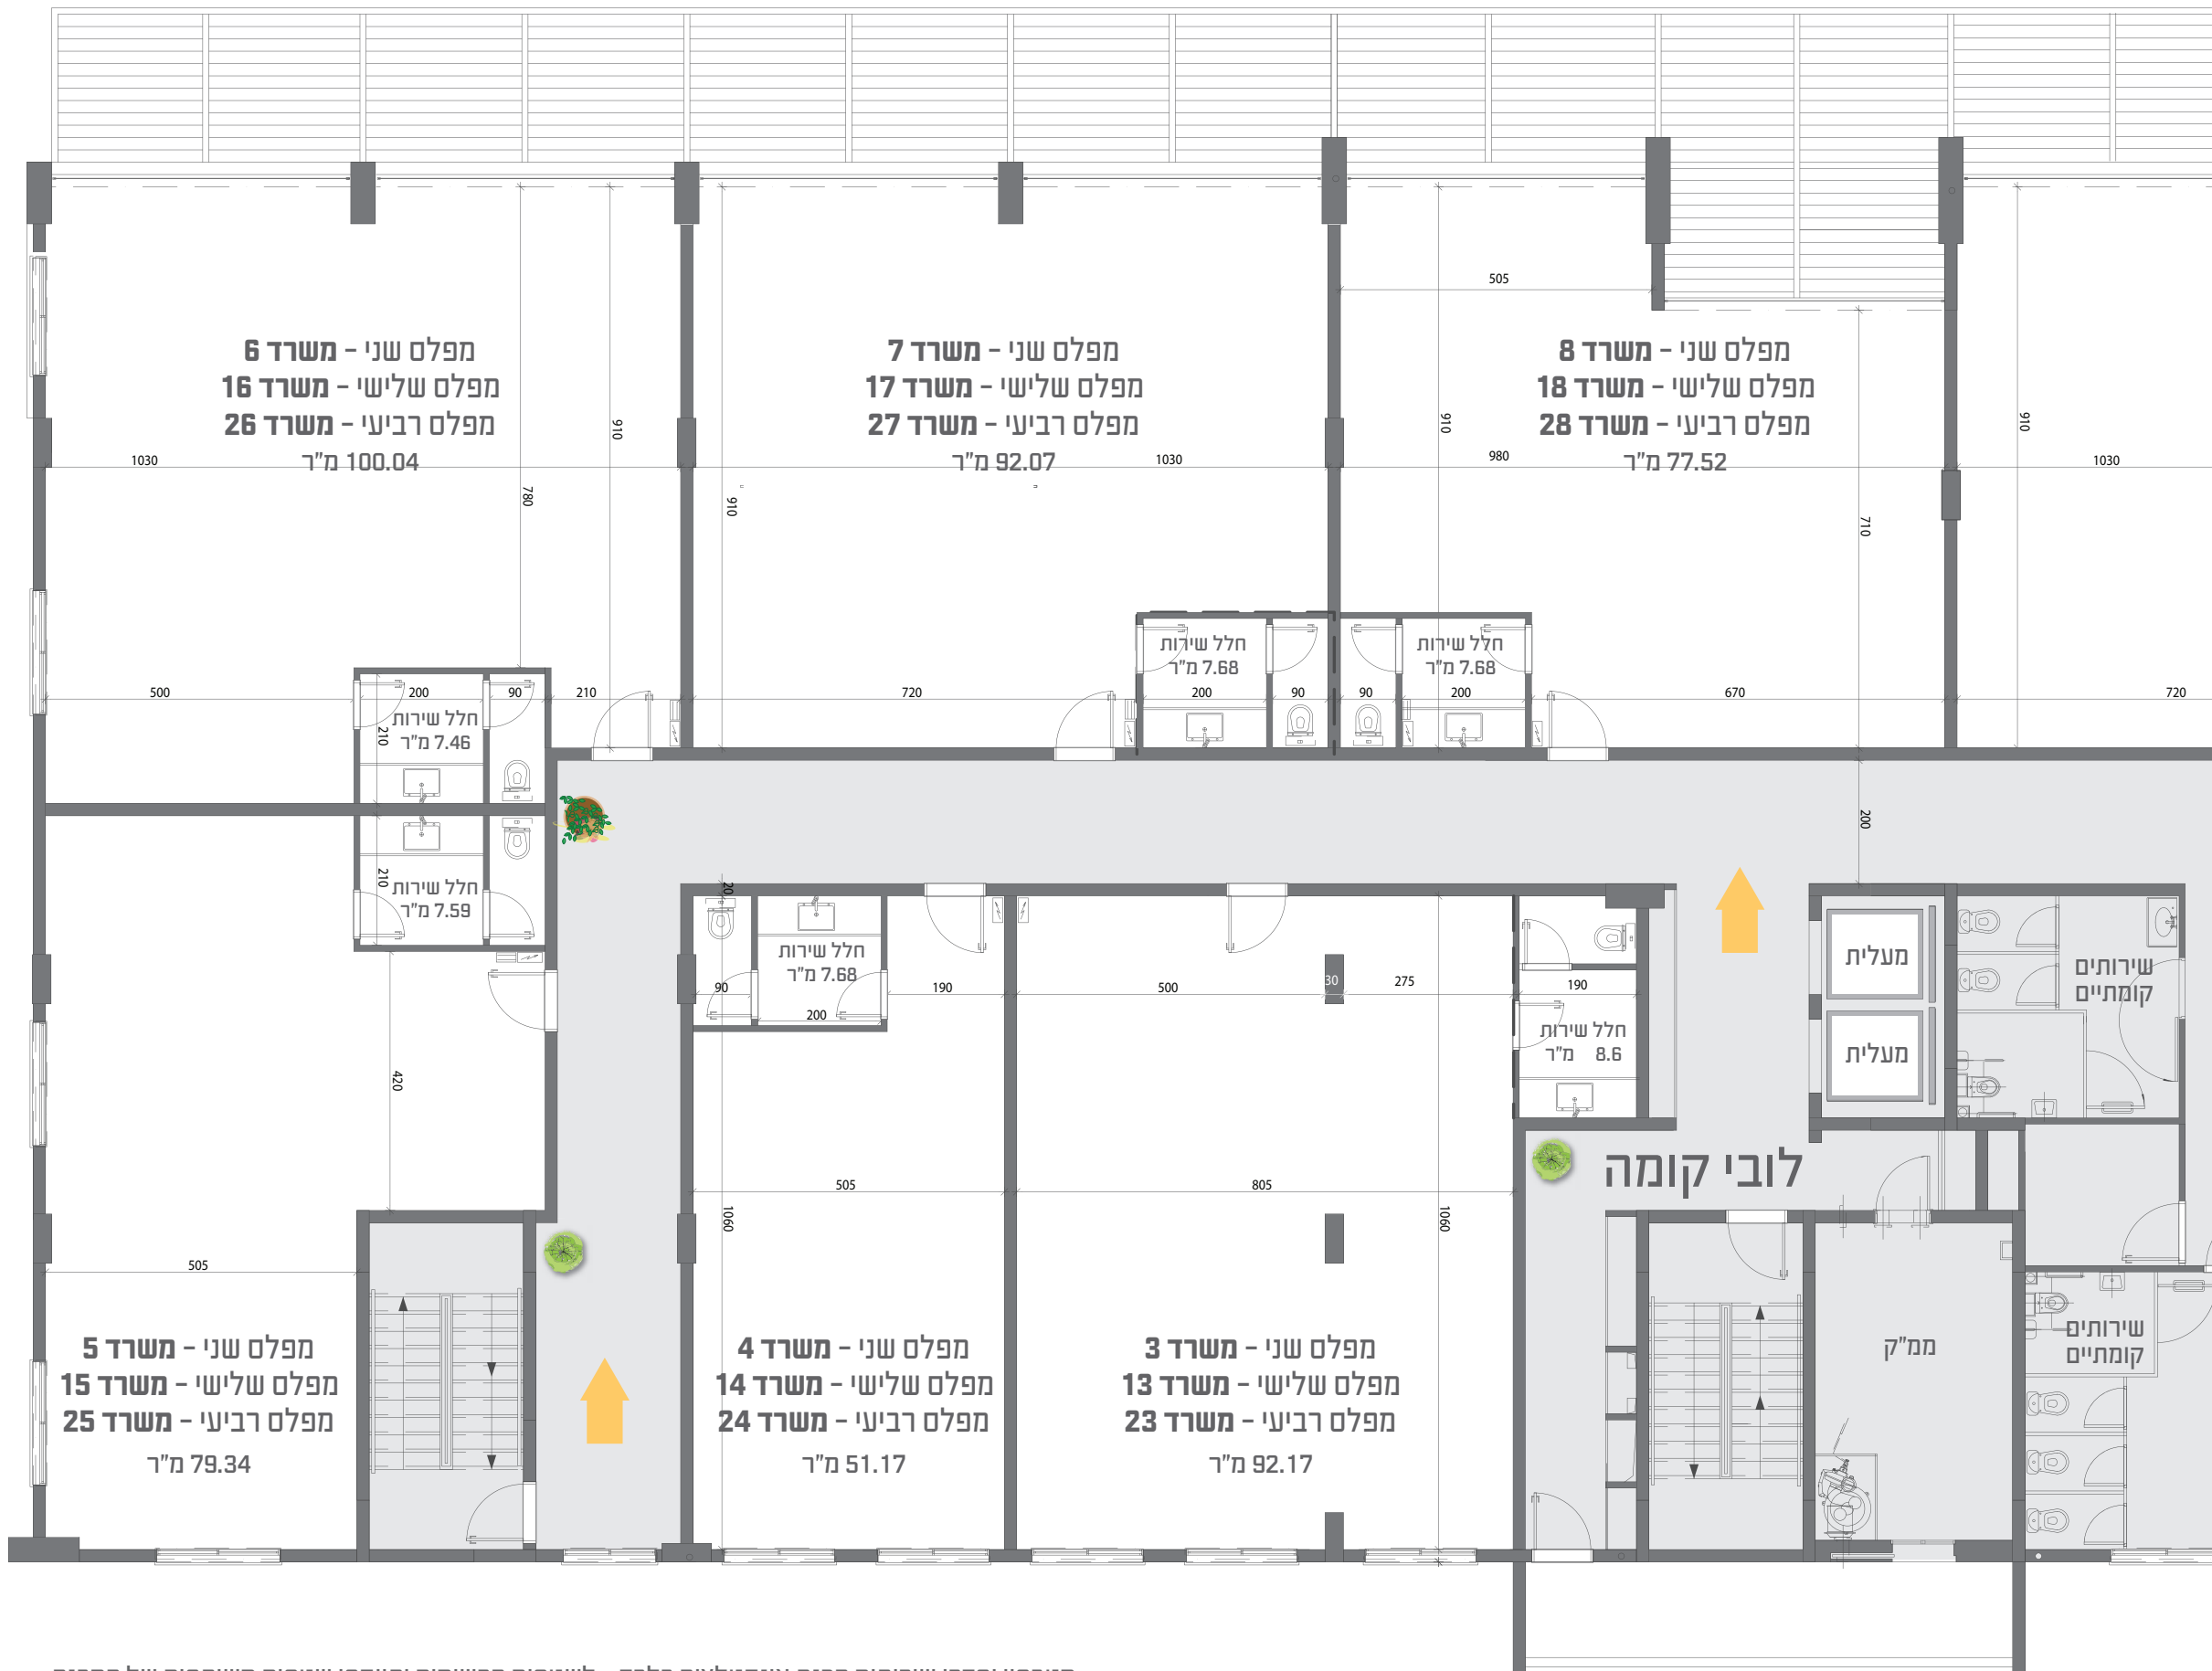 מפלס שני – משרד 8
מפלס שלישי – משרד 18
מפלס רביעי – משרד 28
77.52 מ"ר
מפלס שני – משרד 7
מפלס שלישי – משרד 17
מפלס רביעי – משרד 27
92.07 מ"ר
מפלס שני – משרד 6
מפלס שלישי – משרד 16
מפלס רביעי – משרד 26
100.04 מ"ר
505
910
980
710
910
1030
910
1030
910
780
1030
חלל שירות
7.68 מ"ר
חלל שירות
7.68 מ"ר
720
670
200
90
90
200
720
210
90
200
500
חלל שירות
7.46 מ"ר
210
חלל שירות
7.59 מ"ר
210
200
20
חלל שירות
7.68 מ"ר
90
200
190
500
30
275
190
חלל שירות
8.6 מ"ר
מעלית
מעלית
שירותים
קומתיים
לובי קומה
420
505
1060
805
1060
505
ממ"ק
שירותים
קומתיים
מפלס שני – משרד 3
מפלס שלישי – משרד 13
מפלס רביעי – משרד 23
92.17 מ"ר
מפלס שני – משרד 4
מפלס שלישי – משרד 14
מפלס רביעי – משרד 24
51.17 מ"ר
מפלס שני – משרד 5
מפלס שלישי – משרד 15
מפלס רביעי – משרד 25
79.34 מ"ר